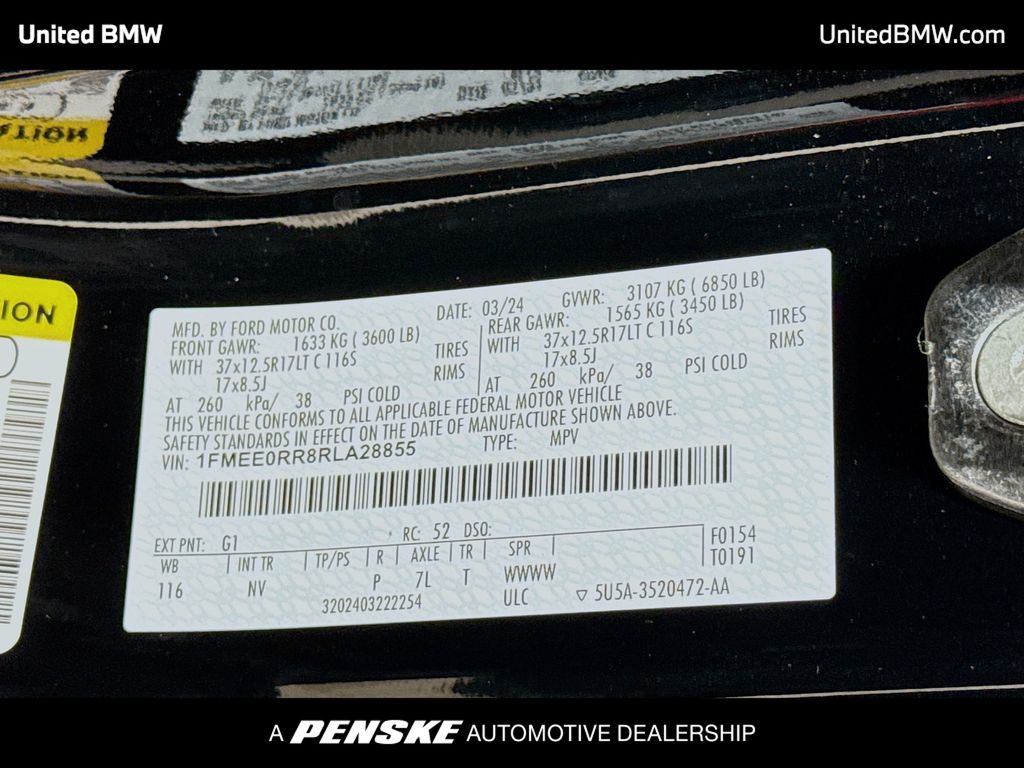 United BMW
UnitedBMW.com
TION
MFD. BY FORD MOTOR CO.
DATE: 03/24 GVWR: 3107 KG ( 6850 LB)
FRONT GAWR: 1633 KG ( 3600 LB)
REAR GAWR: 1565 KG ( 3450 LB)
WITH 37x12.5R17LT C 116S TIRES
WITH 37x12.5R17LT C 116S TIRES
17x8.5J RIMS
17x8.5J RIMS
AT 260 kPa/ 38 PSI COLD
AT 260 kPa/ 38 PSI COLD
THIS VEHICLE CONFORMS TO ALL APPLICABLE FEDERAL MOTOR VEHICLE
SAFETY STANDARDS IN EFFECT ON THE DATE OF MANUFACTURE SHOWN ABOVE.
VIN: 1FMEE0RR8RLA28855 TYPE: MPV
EXT PNT: G1 RC: 52 DSO:
F0154
WB INT TR TP/PS R AXLE TR SPR
T0191
116 NV P 7L T WWWW
3202403222254 ULC ▽ 5U5A-3520472-AA
A PENSKE AUTOMOTIVE DEALERSHIP